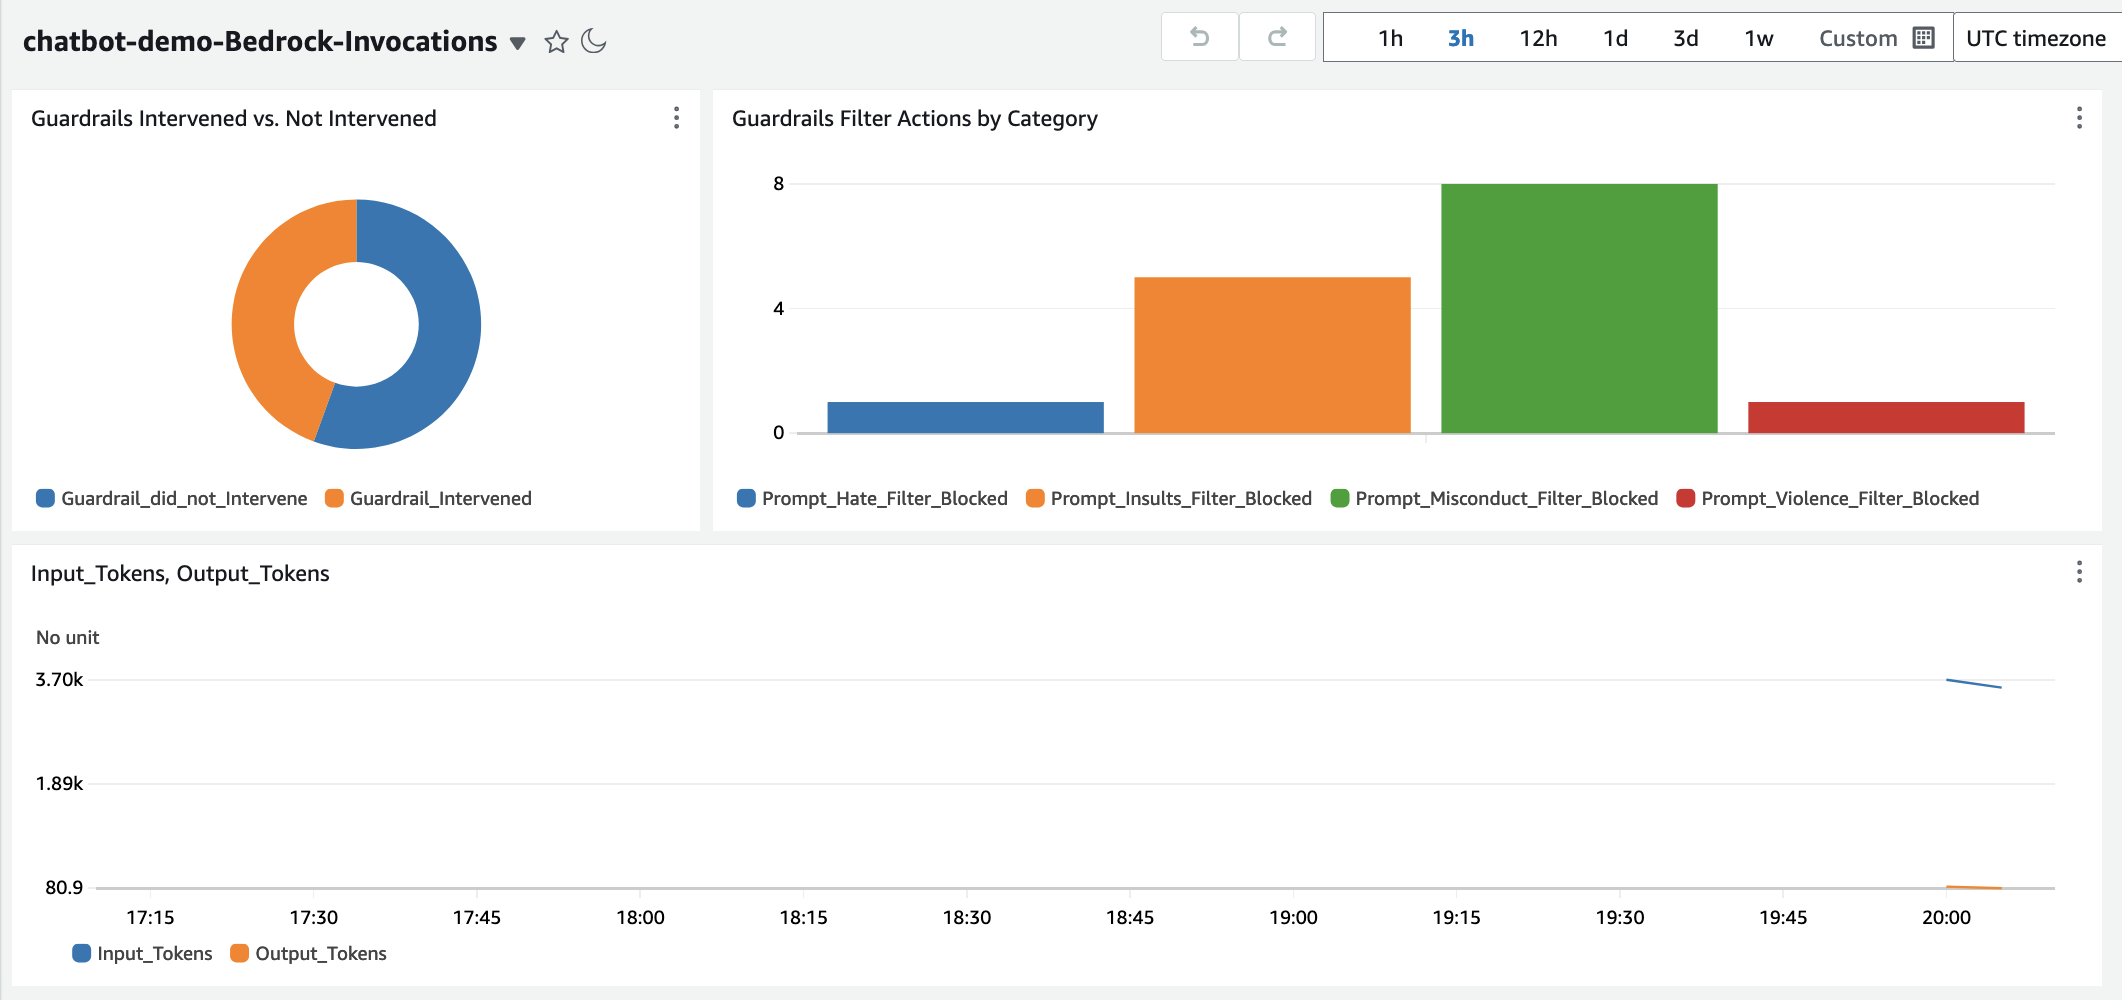 chatbot-demo-Bedrock-Invocations
1h 3h 12h 1d 3d 1w Custom UTC timezone
Guardrails Intervened vs. Not Intervened
Guardrail_did_not_Intervene Guardrail_Intervened
Guardrails Filter Actions by Category
8
4
0
Prompt_Hate_Filter_Blocked Prompt_Insults_Filter_Blocked Prompt_Misconduct_Filter_Blocked Prompt_Violence_Filter_Blocked
Input_Tokens, Output_Tokens
No unit
3.70k
1.89k
80.9
17:15 17:30 17:45 18:00 18:15 18:30 18:45 19:00 19:15 19:30 19:45 20:00
Input_Tokens Output_Tokens